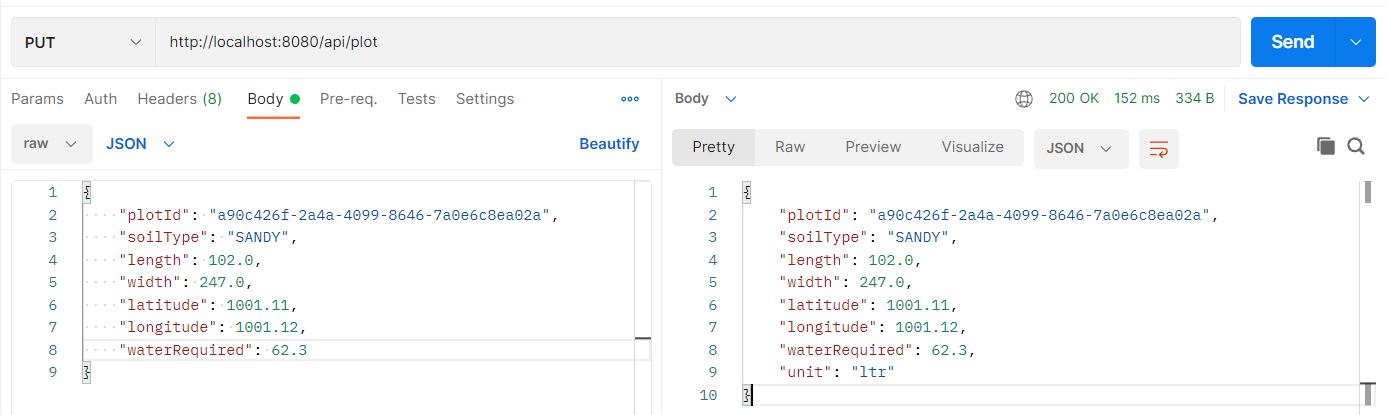 PUT http://localhost:8080/api/plot Send
Params Auth Headers (8) Body Pre-req. Tests Settings
raw JSON Beautify
1 {
2 "plotId": "a90c426f-2a4a-4099-8646-7a0e6c8ea02a",
3 "soilType": "SANDY",
4 "length": 102.0,
5 "width": 247.0,
6 "latitude": 1001.11,
7 "longitude": 1001.12,
8 "waterRequired": 62.3
9 }
Body 200 OK 152 ms 334 B Save Response
Pretty Raw Preview Visualize JSON
1 {
2 "plotId": "a90c426f-2a4a-4099-8646-7a0e6c8ea02a",
3 "soilType": "SANDY",
4 "length": 102.0,
5 "width": 247.0,
6 "latitude": 1001.11,
7 "longitude": 1001.12,
8 "waterRequired": 62.3,
9 "unit": "ltr"
10 }